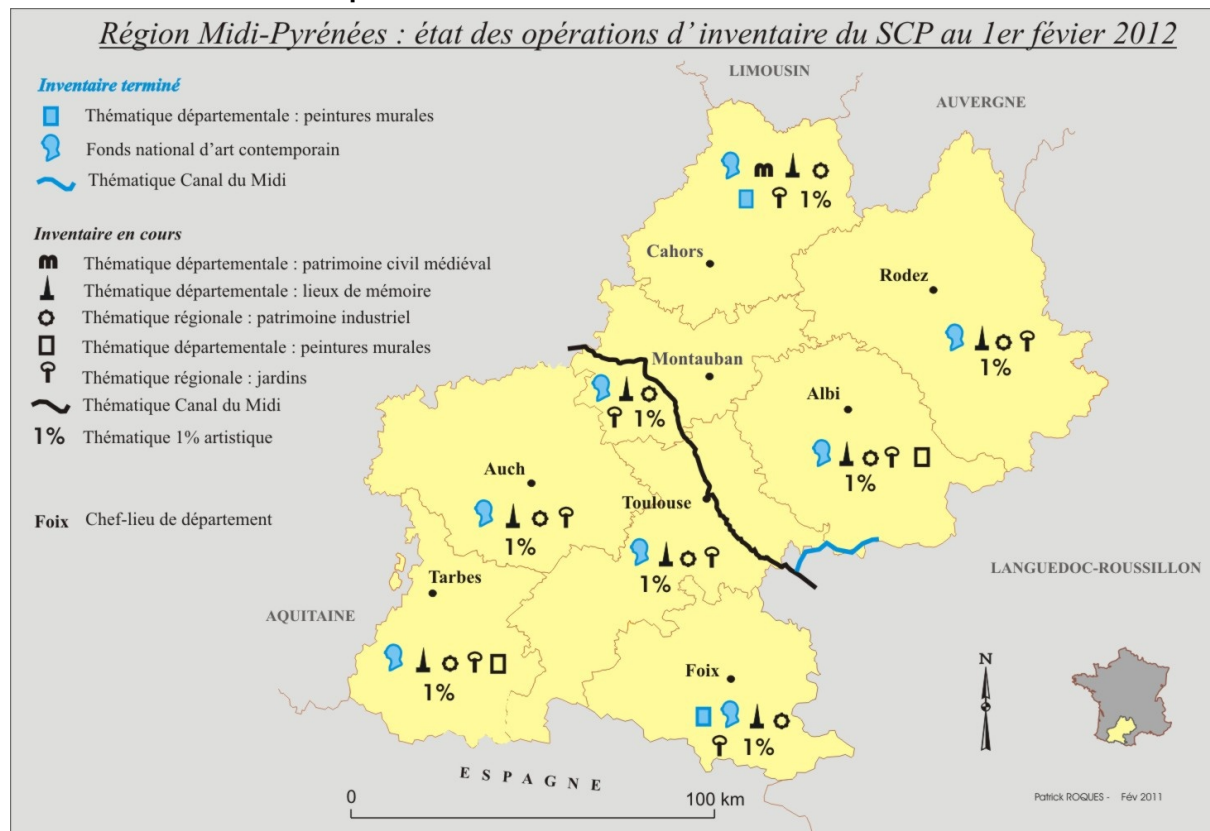 Région Midi-Pyrénées : état des opérations d'inventaire du SCP au 1er févier 2012
LIMOUSIN
AUVERGNE
Inventaire terminé
Thématique départementale : peintures murales
Fonds national d'art contemporain
Thématique Canal du Midi
Inventaire en cours
Thématique départementale : patrimoine civil médiéval
Thématique départementale : lieux de mémoire
Thématique régionale : patrimoine industriel
Thématique départementale : peintures murales
Thématique régionale : jardins
Thématique Canal du Midi
1% Thématique 1% artistique
Foix Chef-lieu de département
1%
Cahors
Rodez
1%
Montauban
1%
Albi
1%
Auch
1%
Toulouse
1%
Tarbes
1%
Foix
1%
AQUITAINE
LANGUEDOC-ROUSSILLON
ESPAGNE
N
0 100 km
Patrick ROQUES - Fév 2011